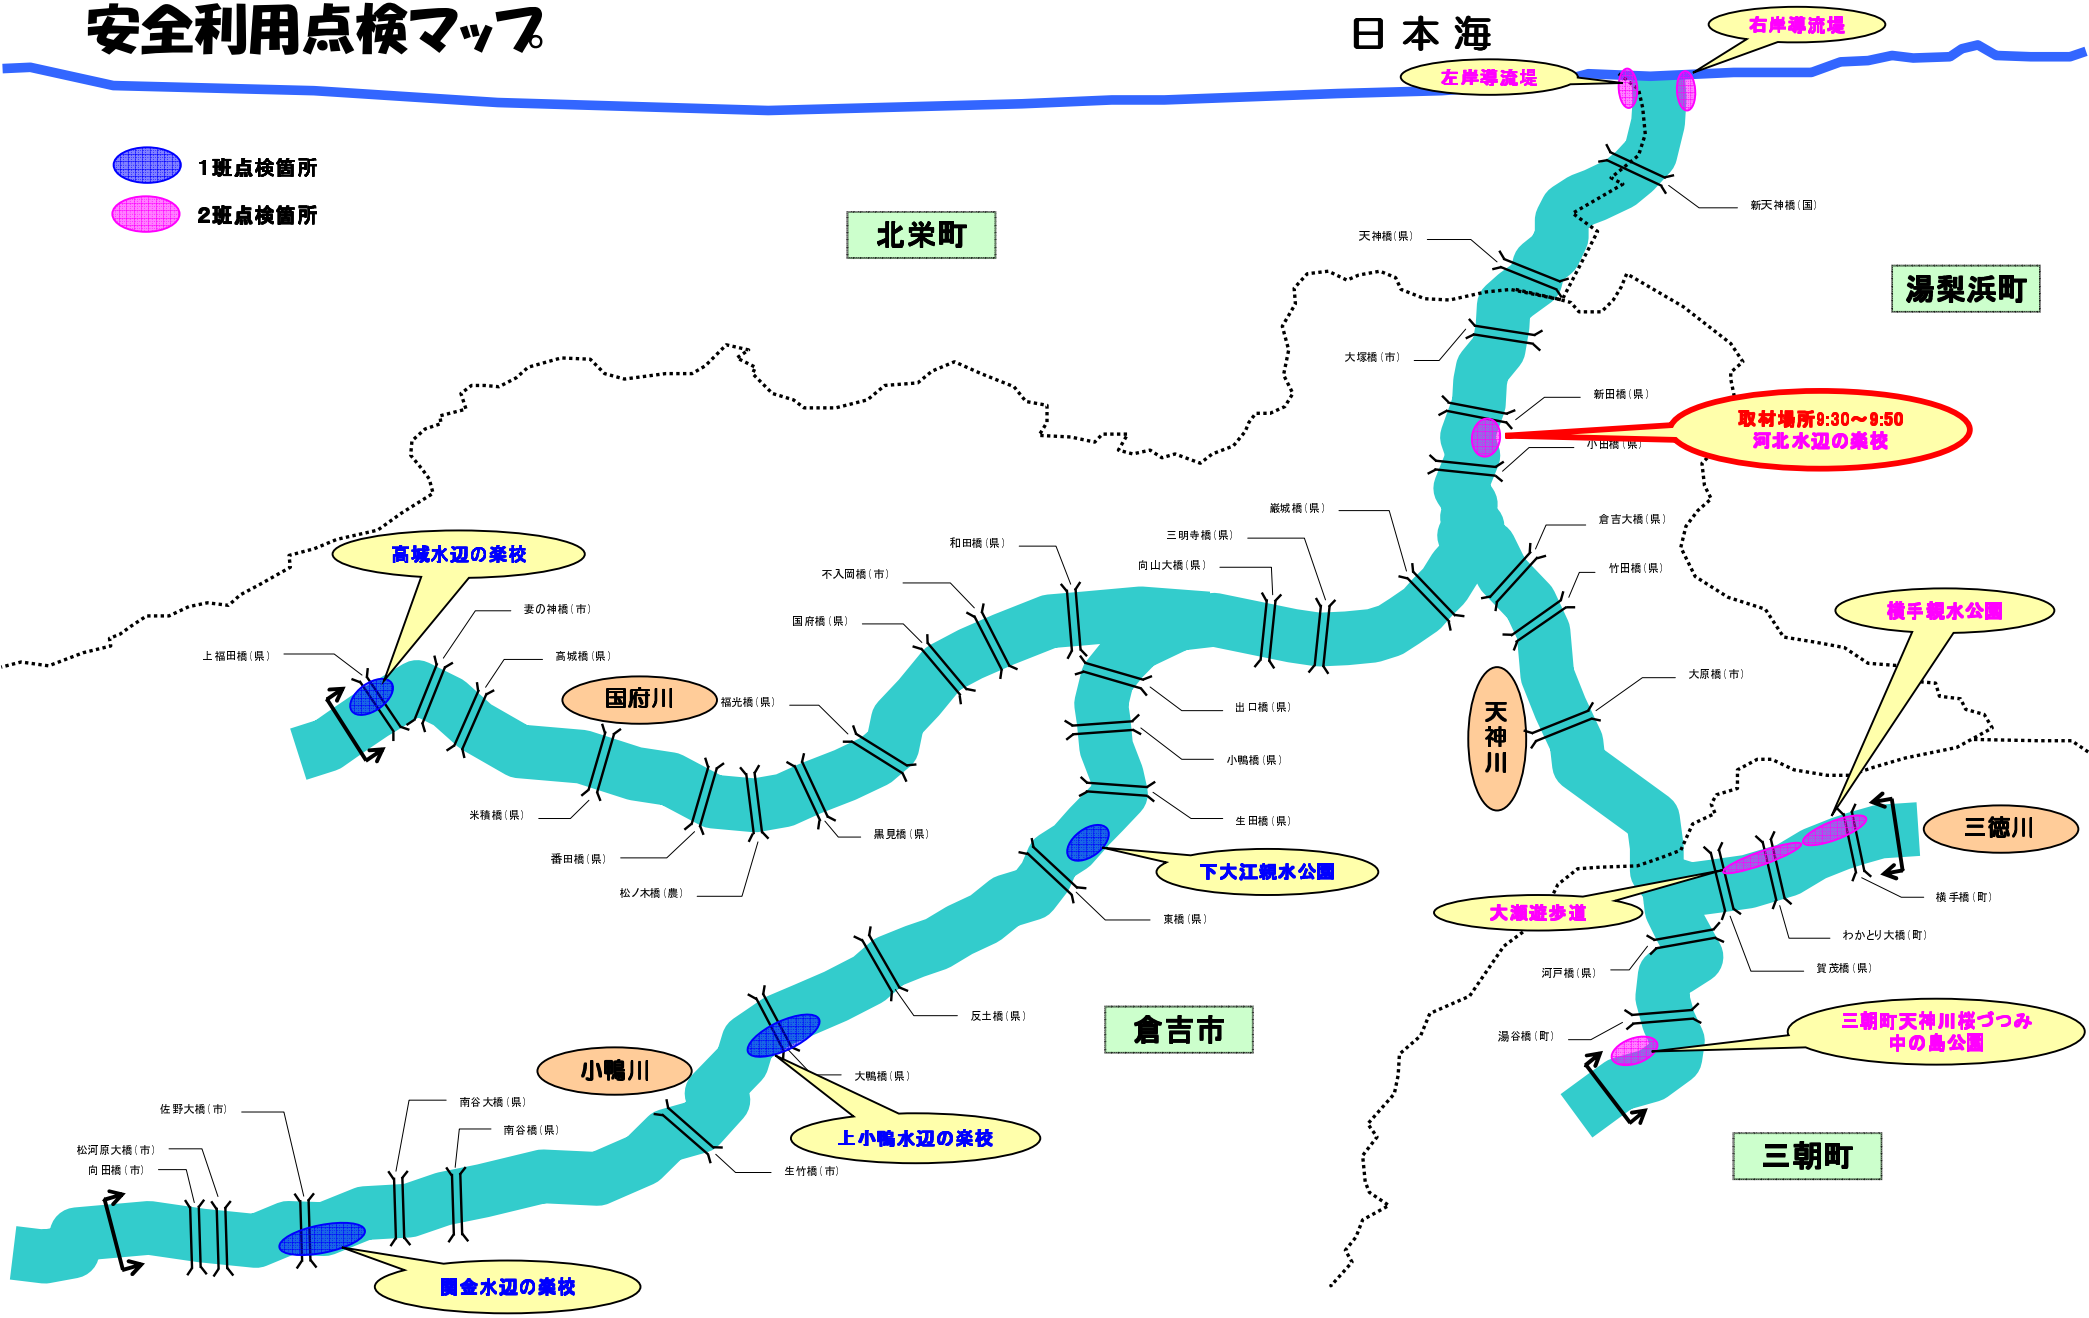 安全利用点検マップ
日本海
右岸導流堤
左岸導流堤
1班点検箇所
2班点検箇所
新天神橋(国)
北栄町
天神橋(県)
湯梨浜町
大塚橋(市)
新田橋(県)
取材場所9:30~9:50
河北水辺の楽校
小田橋(県)
巌城橋(県)
倉吉大橋(県)
三明寺橋(県)
和田橋(県)
向山大橋(県)
高城水辺の楽校
竹田橋(県)
不入岡橋(市)
妻の神橋(市)
横手親水公園
国府橋(県)
上福田橋(県)
高城橋(県)
大原橋(市)
国府川
福光橋(県)
出口橋(県)
天神川
小鴨橋(県)
米積橋(県)
生田橋(県)
三徳川
黒見橋(県)
番田橋(県)
下大江親水公園
松ノ木橋(農)
横手橋(町)
大瀬遊歩道
東橋(県)
わかとり大橋(町)
賀茂橋(県)
河戸橋(県)
反土橋(県)
倉吉市
三朝町天神川桜づつみ
中の島公園
湯谷橋(町)
小鴨川
大鴨橋(県)
南谷大橋(県)
佐野大橋(市)
南谷橋(県)
上小鴨水辺の楽校
松河原大橋(市)
三朝町
向田橋(市)
生竹橋(市)
関金水辺の楽校